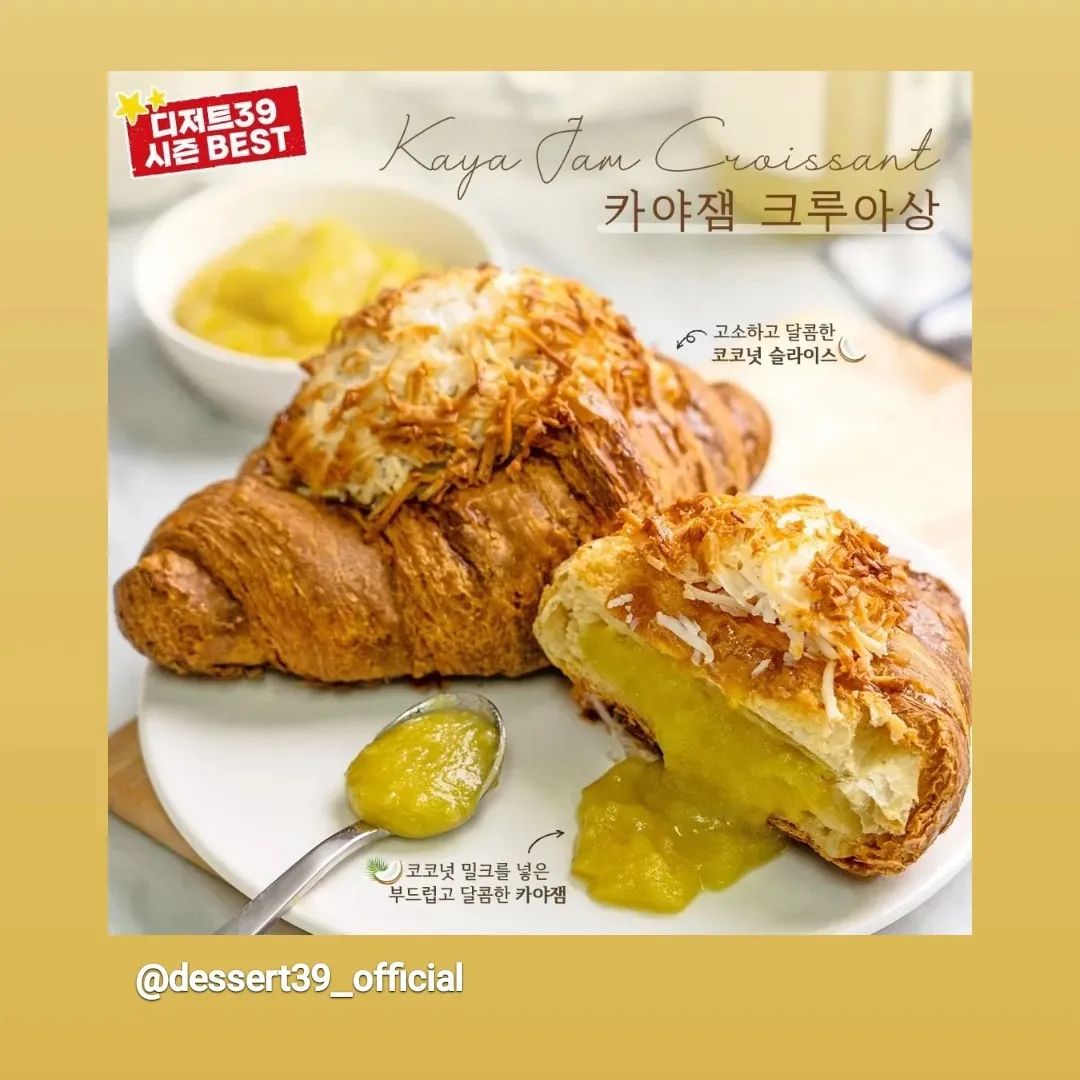 디저트39
시즌 BEST
Kaya Jam Croissant
카야잼 크루아상
고소하고 달콤한
코코넛 슬라이스
코코넛 밀크를 넣은
부드럽고 달콤한 카야잼
@dessert39_official